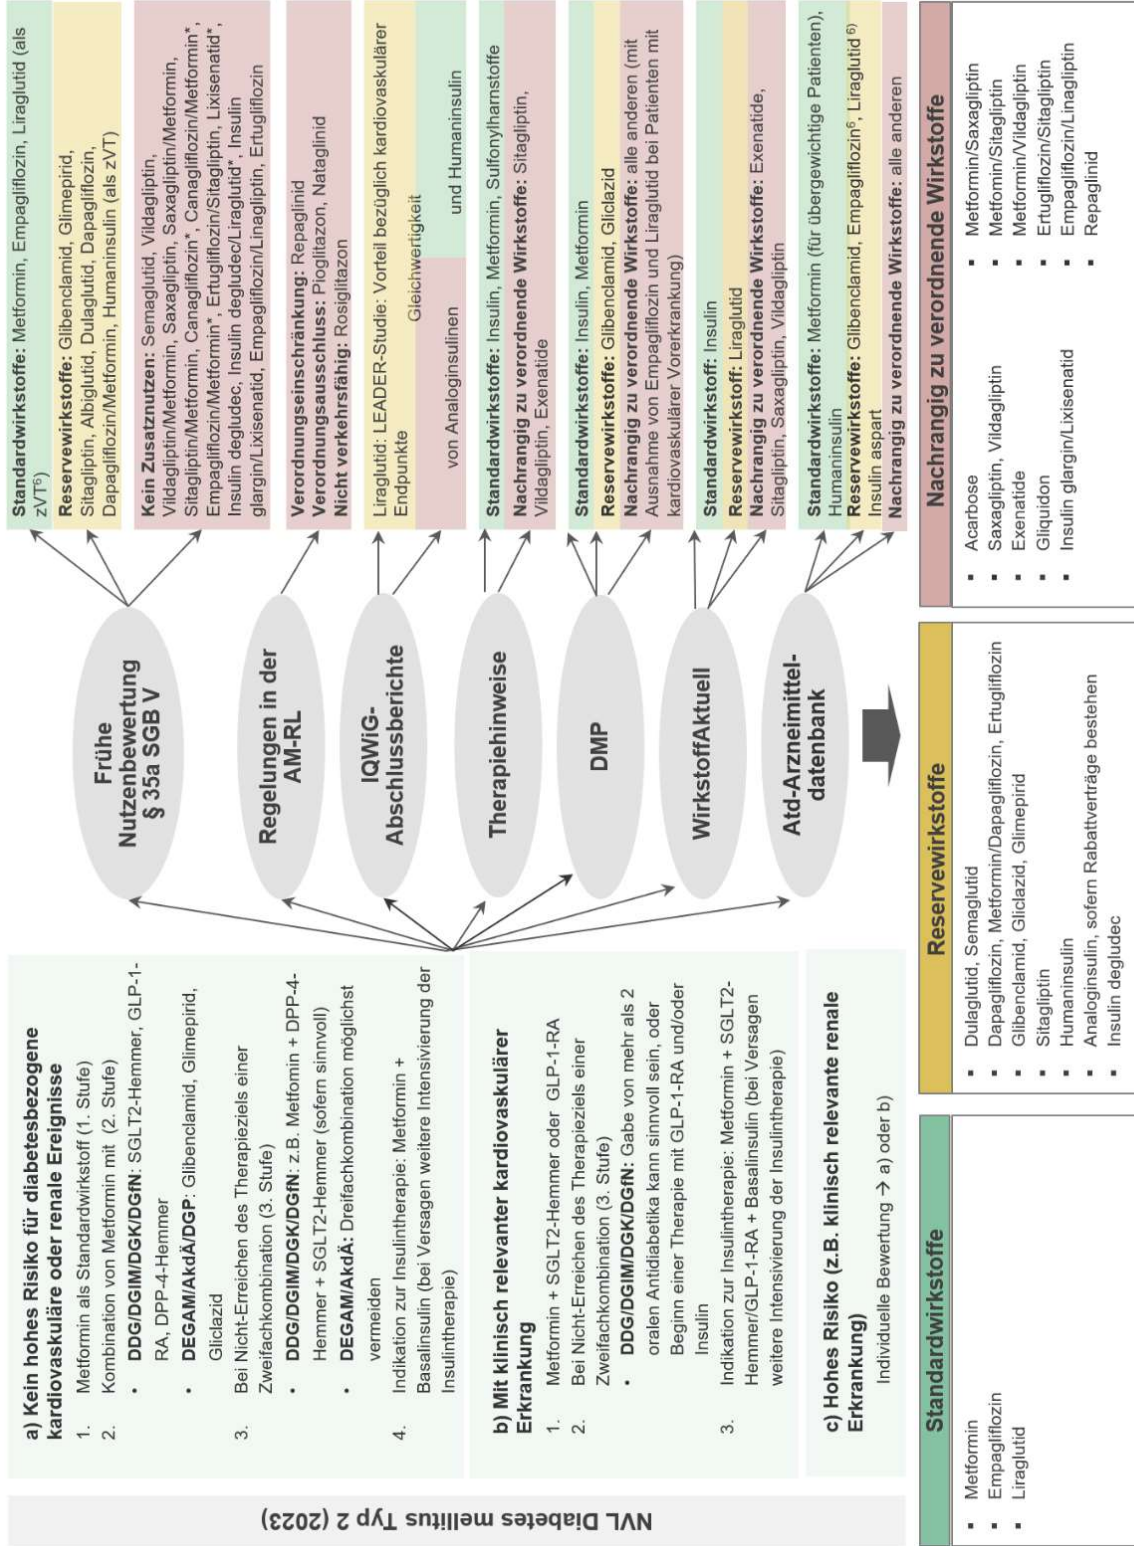 NVL Diabetes mellitus Typ 2 (2023)
a) Kein hohes Risiko für diabetesbezogene
kardiovaskuläre oder renale Ereignisse
1. Metformin als Standardwirkstoff (1. Stufe)
2. Kombination von Metformin mit (2. Stufe)
• DDG/DGIM/DGK/DGfN: SGLT2-Hemmer, GLP-1-
RA, DPP-4-Hemmer
• DEGAM/AkdÄ/DGP: Glibenclamid, Glimepirid,
Gliclazid
3. Bei Nicht-Erreichen des Therapieziels einer
Zweifachkombination (3. Stufe)
• DDG/DGIM/DGK/DGfN: z.B. Metfomin + DPP-4-
Hemmer + SGLT2-Hemmer (sofern sinnvoll)
• DEGAM/AkdÄ: Dreifachkombination möglichst
vermeiden
4. Indikation zur Insulintherapie: Metformin +
Basalinsulin (bei Versagen weitere Intensivierung der
Insulintherapie)
b) Mit klinisch relevanter kardiovaskulärer
Erkrankung
1. Metformin + SGLT2-Hemmer oder GLP-1-RA
2. Bei Nicht-Erreichen des Therapieziels einer
Zweifachkombination (3. Stufe)
• DDG/DGIM/DGK/DGfN: Gabe von mehr als 2
oralen Antidiabetika kann sinnvoll sein, oder
Beginn einer Therapie mit GLP-1-RA und/oder
Insulin
3. Indikation zur Insulintherapie: Metformin + SGLT2-
Hemmer/GLP-1-RA + Basalinsulin (bei Versagen
weitere Intensivierung der Insulintherapie)
c) Hohes Risiko (z.B. klinisch relevante renale
Erkrankung)
Individuelle Bewertung → a) oder b)
Frühe
Nutzenbewertung
§ 35a SGB V
Regelungen in der
AM-RL
IQWiG-
Abschlussberichte
Therapiehinweise
DMP
WirkstoffAktuell
Atd-Arzneimittel-
datenbank
Standardwirkstoffe: Metformin, Empagliflozin, Liraglutid (als
zVT⁶)
Reservewirkstoffe: Glibenclamid, Glimepirid,
Sitagliptin, Albiglutid, Dulaglutid, Dapagliflozin,
Dapagliflozin/Metformin, Humaninsulin (als zVT)
Kein Zusatznutzen: Semaglutid, Vildagliptin,
Vildagliptin/Metformin, Saxagliptin, Saxagliptin/Metformin,
Sitagliptin/Metformin, Canagliflozin*, Canagliflozin/Metformin*,
Empagliflozin/Metformin*, Ertugliflozin/Sitagliptin, Lixisenatid*,
Insulin degludec, Insulin degludec/Liraglutid*, Insulin
glargin/Lixisenatid, Empagliflozin/Linagliptin, Ertugliflozin
Verordnungseinschränkung: Repaglinid
Verordnungsausschluss: Pioglitazon, Nataglinid
Nicht verkehrsfähig: Rosiglitazon
Liraglutid: LEADER-Studie: Vorteil bezüglich kardiovaskulärer
Endpunkte
Gleichwertigkeit
von Analoginsulinen und Humaninsulin
Standardwirkstoffe: Insulin, Metformin, Sulfonylharnstoffe
Nachrangig zu verordnende Wirkstoffe: Sitagliptin,
Vildagliptin, Exenatide
Standardwirkstoffe: Insulin, Metformin
Reservewirkstoffe: Glibenclamid, Gliclazid
Nachrangig zu verordnende Wirkstoffe: alle anderen (mit
Ausnahme von Empagliflozin und Liraglutid bei Patienten mit
kardiovaskulärer Vorerkrankung)
Standardwirkstoff: Insulin
Reservewirkstoff: Liraglutid
Nachrangig zu verordnende Wirkstoffe: Exenatide,
Sitagliptin, Saxagliptin, Vildagliptin
Standardwirkstoffe: Metformin (für übergewichtige Patienten),
Humaninsulin
Reservewirkstoffe: Glibenclamid, Empagliflozin⁶, Liraglutid ⁶⁾
Insulin aspart
Nachrangig zu verordnende Wirkstoffe: alle anderen
Standardwirkstoffe
▪ Metformin
▪ Empagliflozin
▪ Liraglutid
Reservewirkstoffe
▪ Dulaglutid, Semaglutid
▪ Dapagliflozin, Metformin/Dapagliflozin, Ertugliflozin
▪ Glibenclamid, Gliclazid, Glimepirid
▪ Sitagliptin
▪ Humaninsulin
▪ Analoginsulin, sofern Rabattverträge bestehen
▪ Insulin degludec
Nachrangig zu verordnende Wirkstoffe
▪ Acarbose
▪ Saxagliptin, Vildagliptin
▪ Exenatide
▪ Gliquidon
▪ Insulin glargin/Lixisenatid
▪ Metformin/Saxagliptin
▪ Metfomin/Sitagliptin
▪ Metformin/Vildagliptin
▪ Ertugliflozin/Sitagliptin
▪ Empagliflozin/Linagliptin
▪ Repaglinid